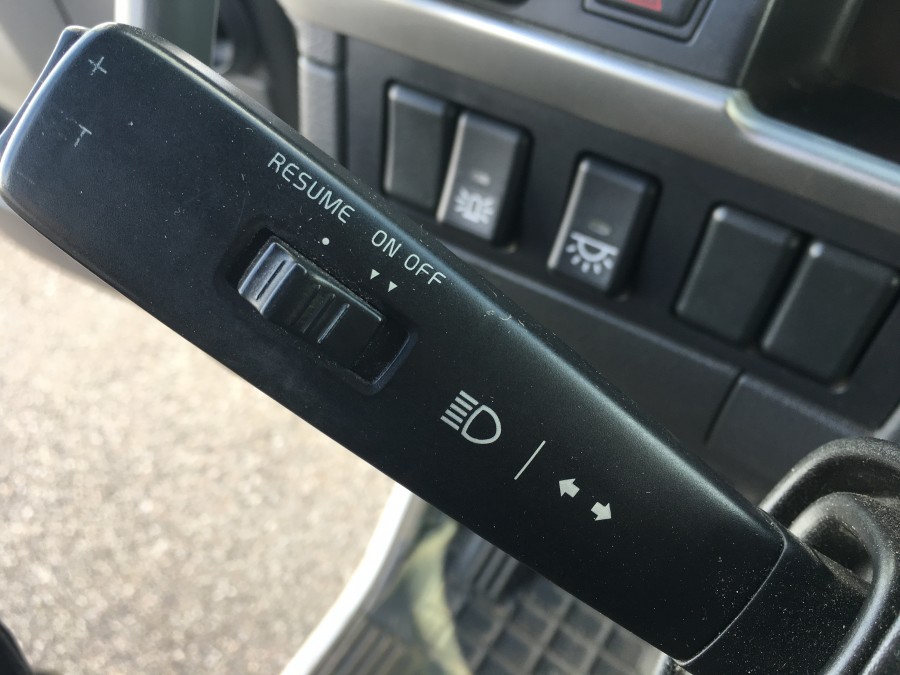 +
−
RESUME
ON OFF